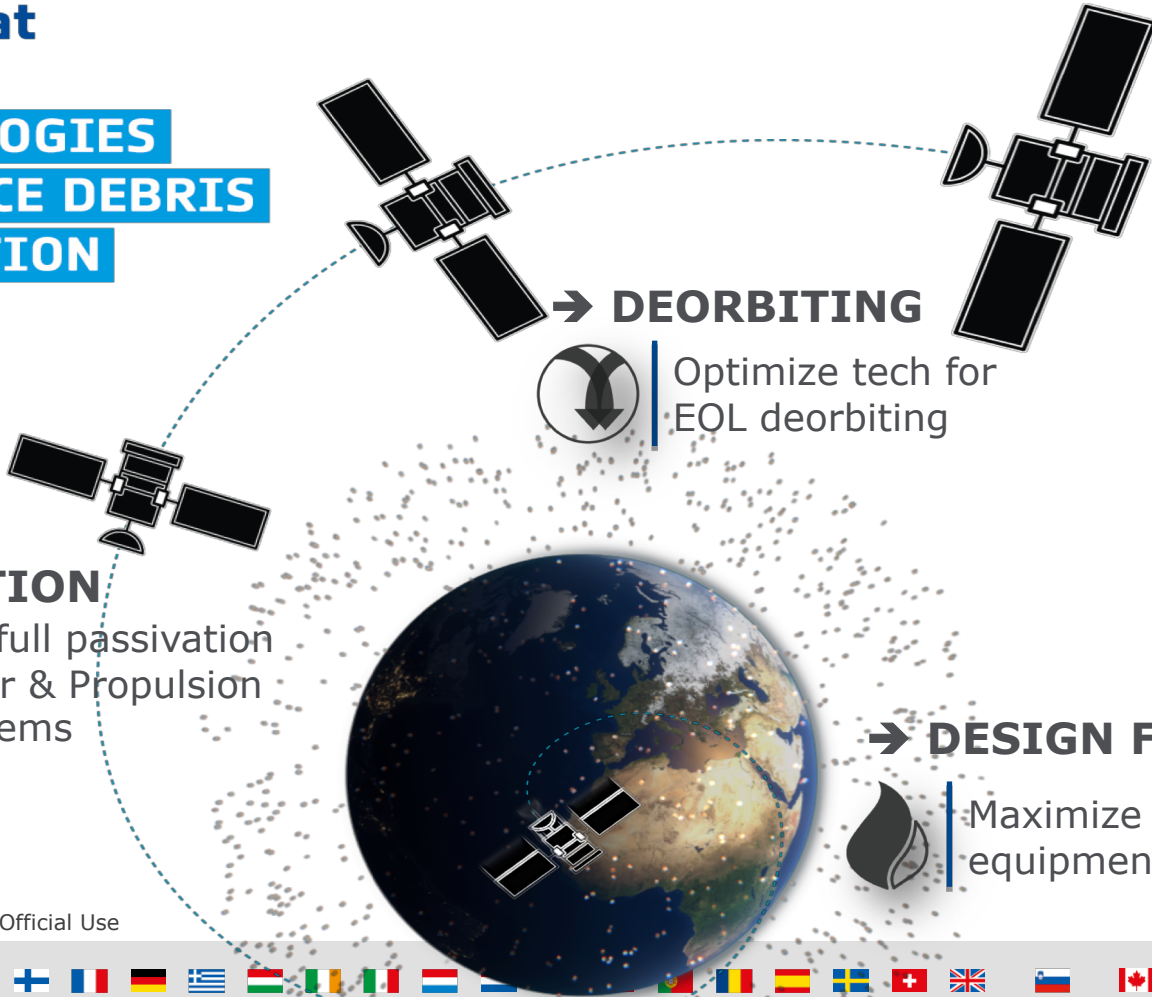 at
OGIES
CE DEBRIS
TION
➔ DEORBITING
Optimize tech for
EOL deorbiting
TION
full passivation
r & Propulsion
ems
➔ DESIGN F
Maximize
equipmen
Official Use